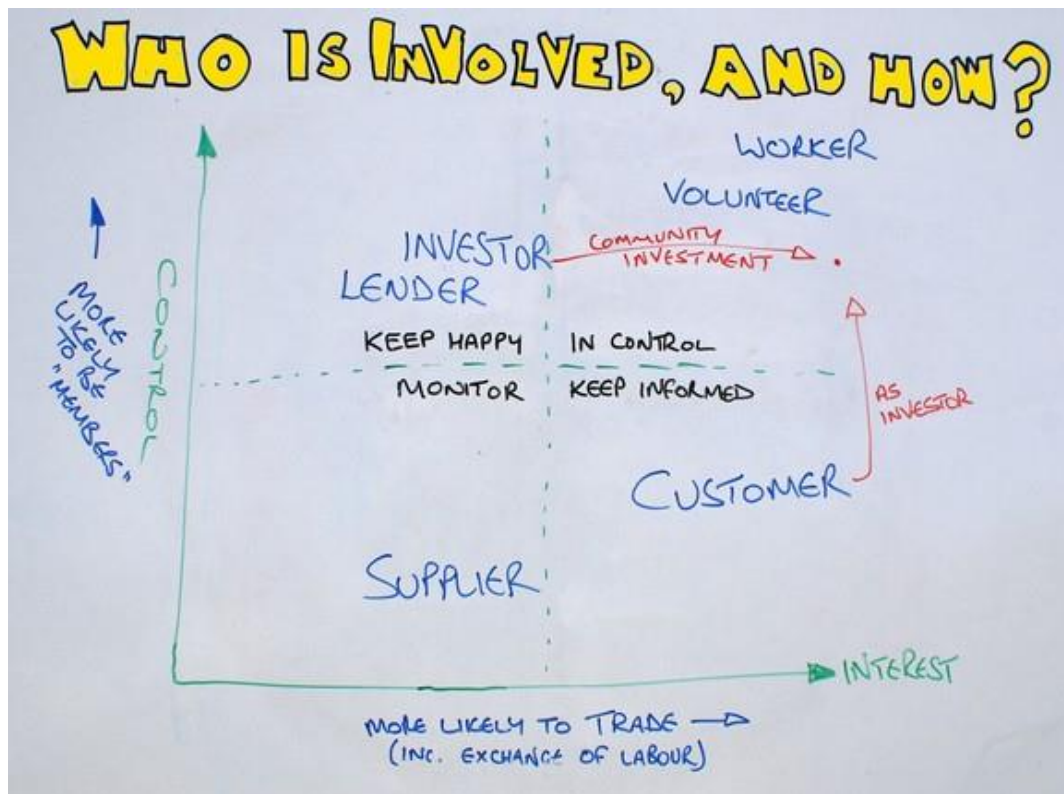 WHO IS INVOLVED, AND HOW?
WORKER
VOLUNTEER
INVESTOR
LENDER
COMMUNITY
INVESTMENT
KEEP HAPPY
IN CONTROL
MONITOR
KEEP INFORMED
CONTROL
MORE
LIKELY
TO BE
"MEMBERS"
AS
INVESTOR
CUSTOMER
SUPPLIER
INTEREST
MORE LIKELY TO TRADE
(INC. EXCHANGE OF LABOUR)